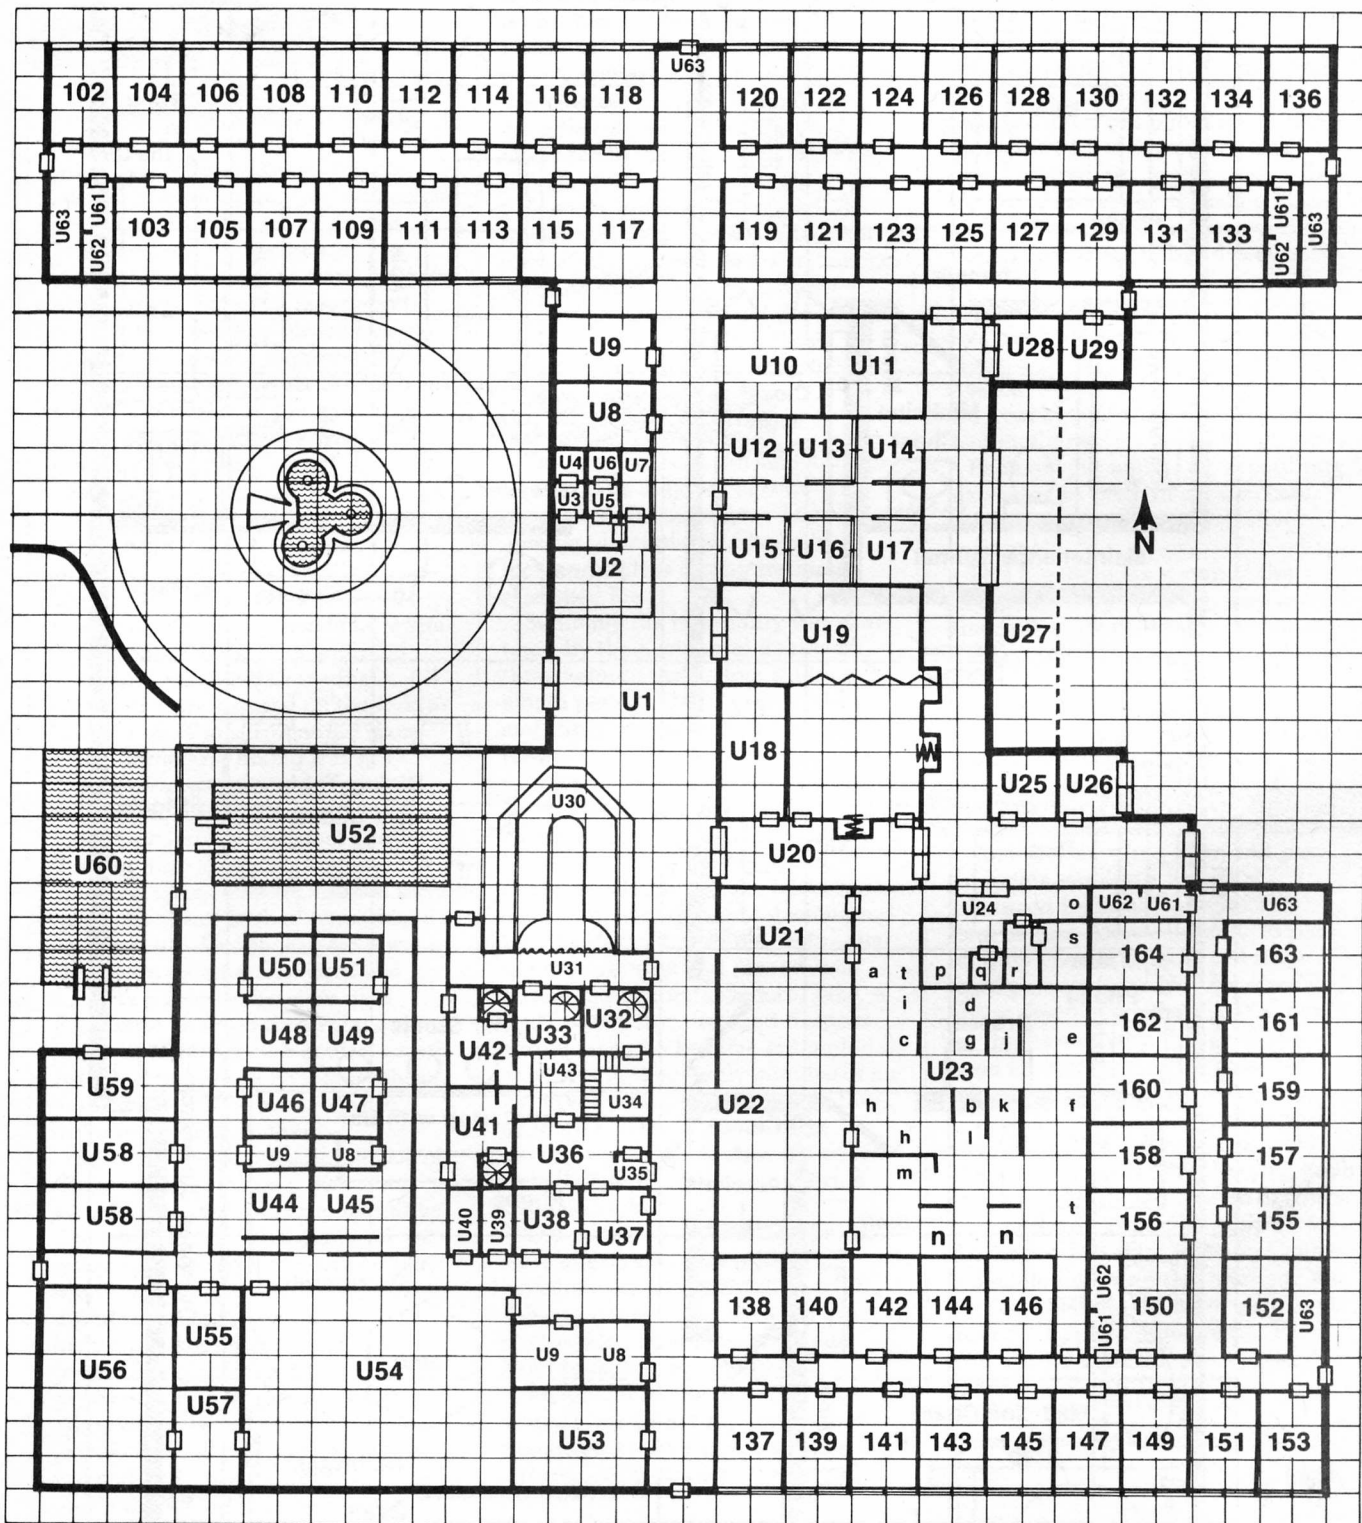 U63
102 104 106 108 110 112 114 116 118 120 122 124 126 128 130 132 134 136
U63 U62 U61 103 105 107 109 111 113 115 117 119 121 123 125 127 129 131 133 U62 U61 U63
U9 U10 U11 U28 U29
U8
U4 U6 U7 U12 U13 U14
U3 U5
U2 U15 U16 U17
N
U19 U27
U1
U18
U25 U26
U30
U52 U20
U60
U24 o U62 U61 U63
U21 s 164 163
U50 U51 U31 a t p q r
i d
U48 U49 U33 U32 c g j e 162 161
U42
U59 U43 U23
U46 U47 U34 U22 h b k f 160 159
U41
U58 U9 U8 U36 h l 158 157
U35 m
U58 U44 U45 U40 U39 U38 U37 t 156 155
n n
U62
138 140 142 144 146 U61 150 152 U63
U55
U56 U54 U9 U8
U57
U53 137 139 141 143 145 147 149 151 153